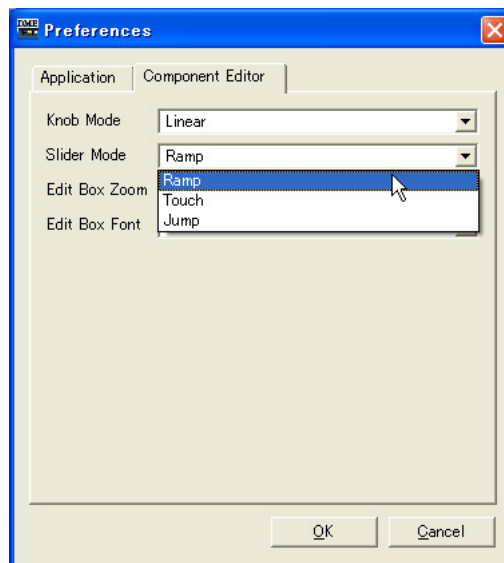 DME
Preferences
Application Component Editor
Knob Mode Linear
Slider Mode Ramp
Ramp
Edit Box Zoom
Touch
Edit Box Font
Jump
OK Cancel